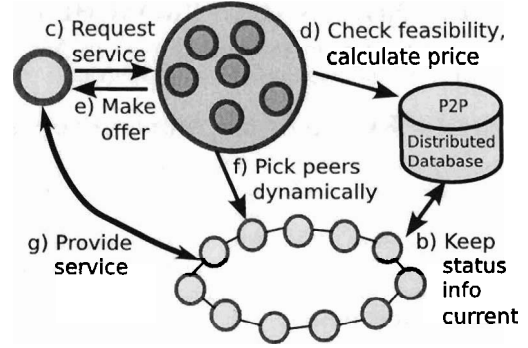 c) Request
service
d) Check feasibility,
calculate price
e) Make
offer
P2P
Distributed
Database
f) Pick peers
dynamically
g) Provide
service
b) Keep
status
info
current